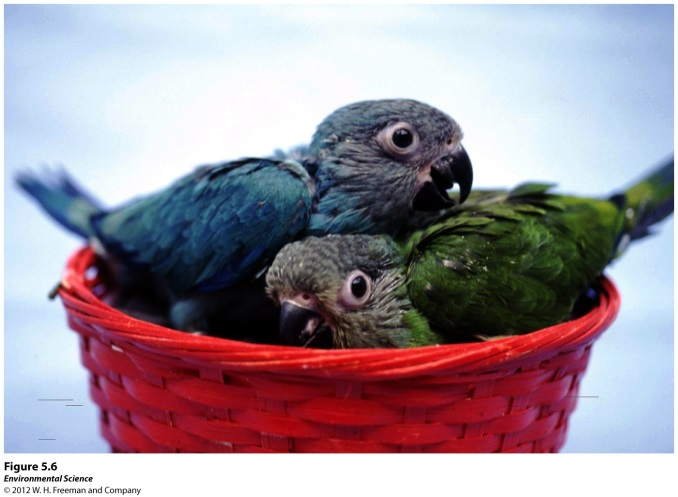 Figure 5.6
Environmental Science
© 2012 W. H. Freeman and Company